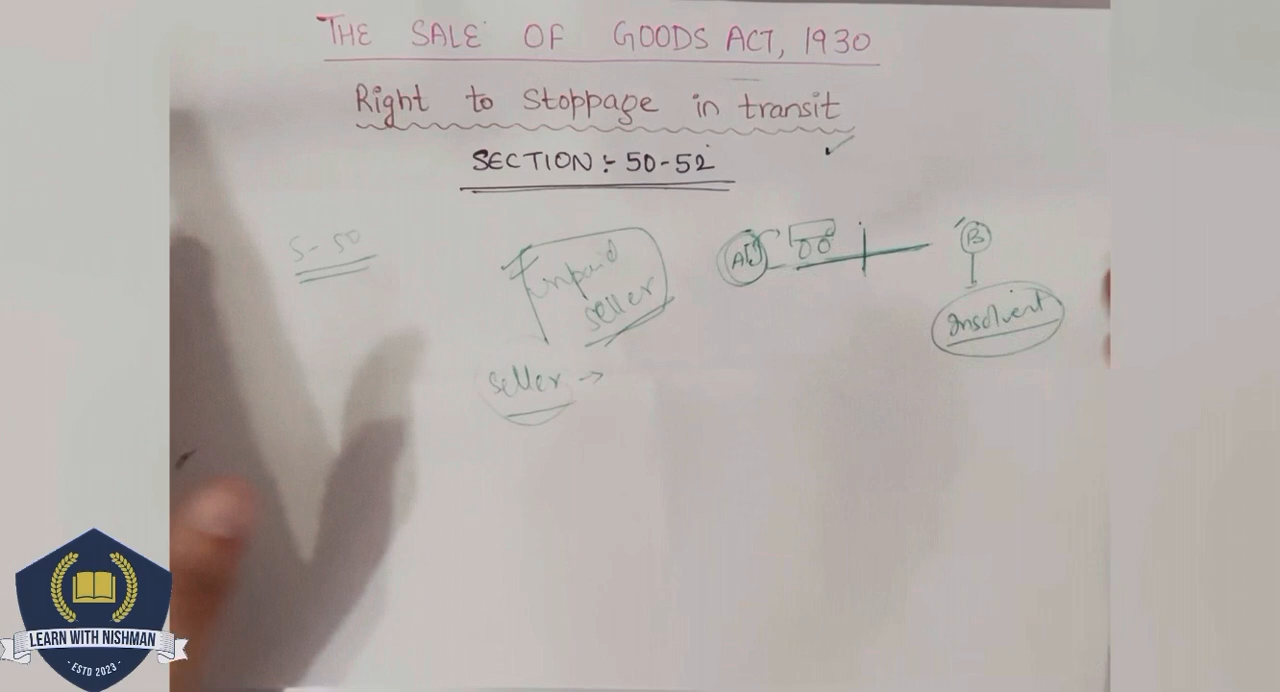 THE SALE OF GOODS ACT, 1930
Right to Stoppage in transit
SECTION :- 50-52
S-50
unpaid
seller
A
B
Insolvent
seller →
LEARN WITH NISHMAN
- ESTD 2023 -